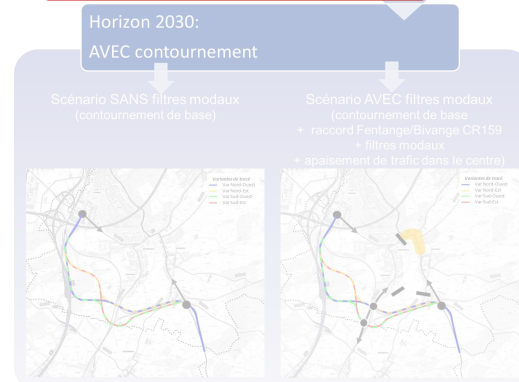 Horizon 2030:
AVEC contournement
Scénario SANS filtres modaux
(contournement de base)
Scénario AVEC filtres modaux
(contournement de base
+ raccord Fentange/Bivange CR159
+ filtres modaux
+ apaisement de trafic dans le centre)
Variantes de tracé
Var Nord-Ouest
Var Nord-Est
Var Sud-Ouest
Var Sud-Est
Variantes de tracé
Var Nord-Ouest
Var Nord-Est
Var Sud-Ouest
Var Sud-Est